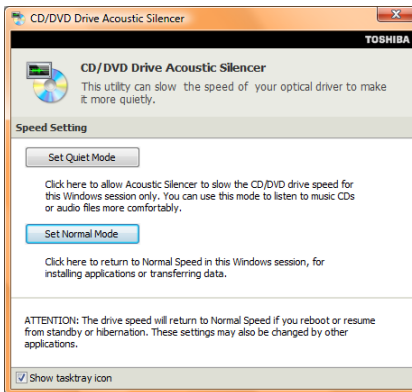 CD/DVD Drive Acoustic Silencer
TOSHIBA
CD/DVD Drive Acoustic Silencer
This utility can slow the speed of your optical driver to make
it more quietly.
Speed Setting
Set Quiet Mode
Click here to allow Acoustic Silencer to slow the CD/DVD drive speed for
this Windows session only. You can use this mode to listen to music CDs
or audio files more comfortably.
Set Normal Mode
Click here to return to Normal Speed in this Windows session, for
installing applications or transferring data.
ATTENTION: The drive speed will return to Normal Speed if you reboot or resume
from standby or hibernation. These settings may also be changed by other
applications.
Show tasktray icon